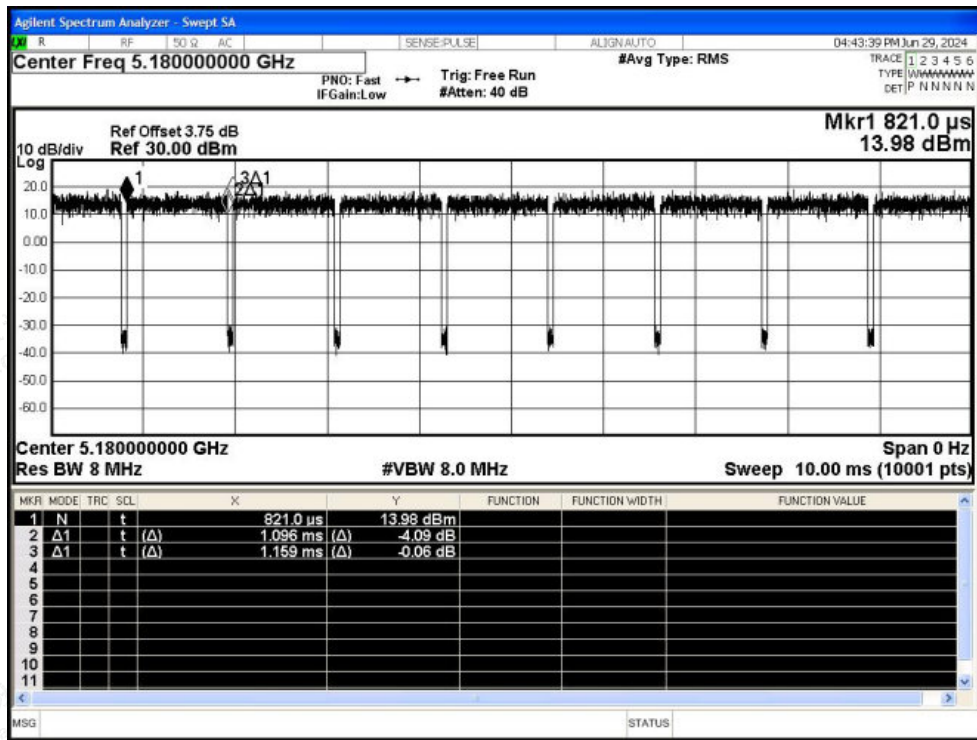 Agilent Spectrum Analyzer - Swept SA
R RF 50 Ω AC SENSE:PULSE ALIGN AUTO 04:43:39 PM Jun 29, 2024
Center Freq 5.180000000 GHz #Avg Type: RMS TRACE 1 2 3 4 5 6
PNO: Fast Trig: Free Run TYPE
IFGain:Low #Atten: 40 dB DET P N N N N N
Mkr1 821.0 µs
Ref Offset 3.75 dB
10 dB/div Ref 30.00 dBm 13.98 dBm
Log
1 3Δ1
20.0
10.0
0.00
-10.0
-20.0
-30.0
-40.0
-50.0
-60.0
Center 5.180000000 GHz Span 0 Hz
Res BW 8 MHz #VBW 8.0 MHz Sweep 10.00 ms (10001 pts)
MKR MODE TRC SCL X Y FUNCTION FUNCTION WIDTH FUNCTION VALUE
1 N t 821.0 µs 13.98 dBm
2 Δ1 t (Δ) 1.096 ms (Δ) -4.09 dB
3 Δ1 t (Δ) 1.159 ms (Δ) -0.06 dB
4
5
6
7
8
9
10
11
MSG STATUS